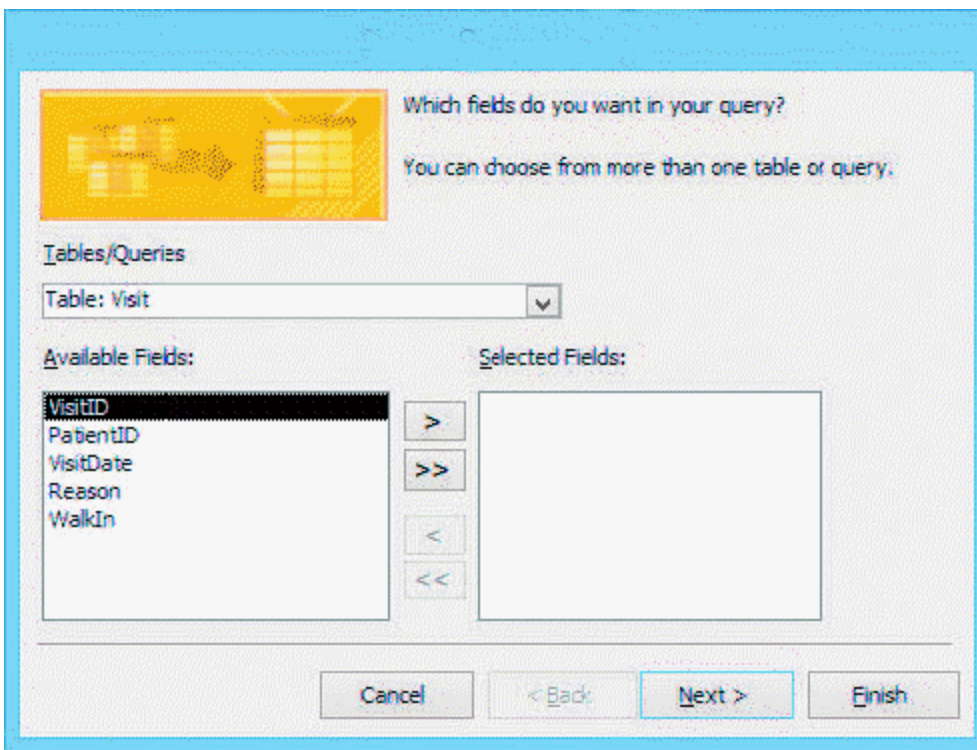 Which fields do you want in your query?
You can choose from more than one table or query.
Tables/Queries
Table: Visit
Available Fields:
Selected Fields:
VisitID
PatientID
VisitDate
Reason
WalkIn
>
>>
<
<<
Cancel
< Back
Next >
Finish